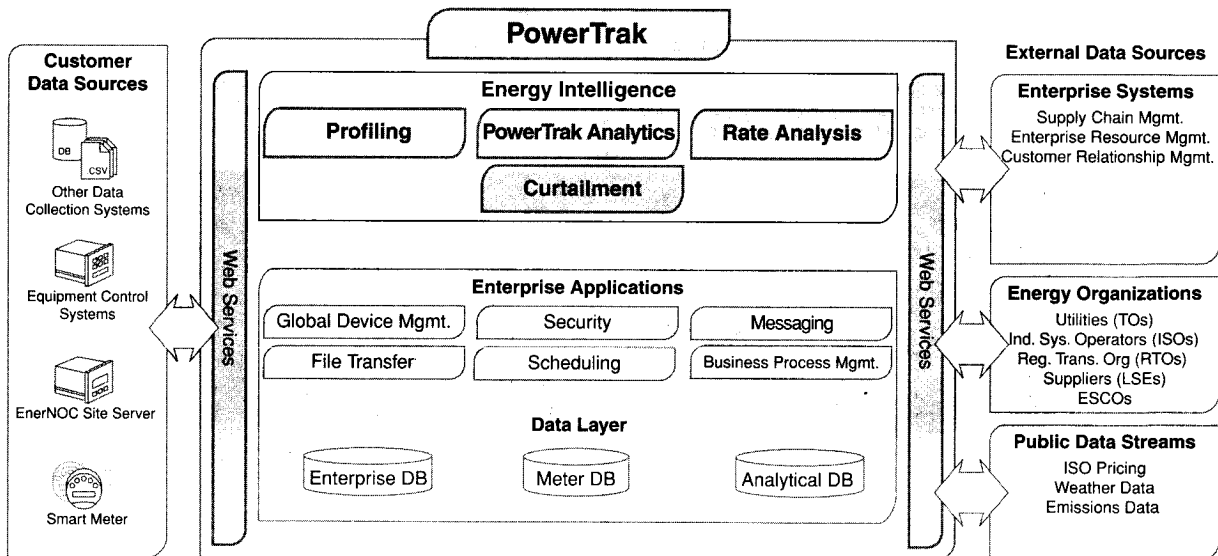 PowerTrak
Customer
Data Sources
DB
CSV
Other Data
Collection Systems
Equipment Control
Systems
EnerNOC Site Server
Smart Meter
Web Services
Energy Intelligence
Profiling
PowerTrak Analytics
Rate Analysis
Curtailment
Enterprise Applications
Global Device Mgmt.
Security
Messaging
File Transfer
Scheduling
Business Process Mgmt.
Data Layer
Enterprise DB
Meter DB
Analytical DB
Web Services
External Data Sources
Enterprise Systems
Supply Chain Mgmt.
Enterprise Resource Mgmt.
Customer Relationship Mgmt.
Energy Organizations
Utilities (TOs)
Ind. Sys. Operators (ISOs)
Reg. Trans. Org (RTOs)
Suppliers (LSEs)
ESCOs
Public Data Streams
ISO Pricing
Weather Data
Emissions Data